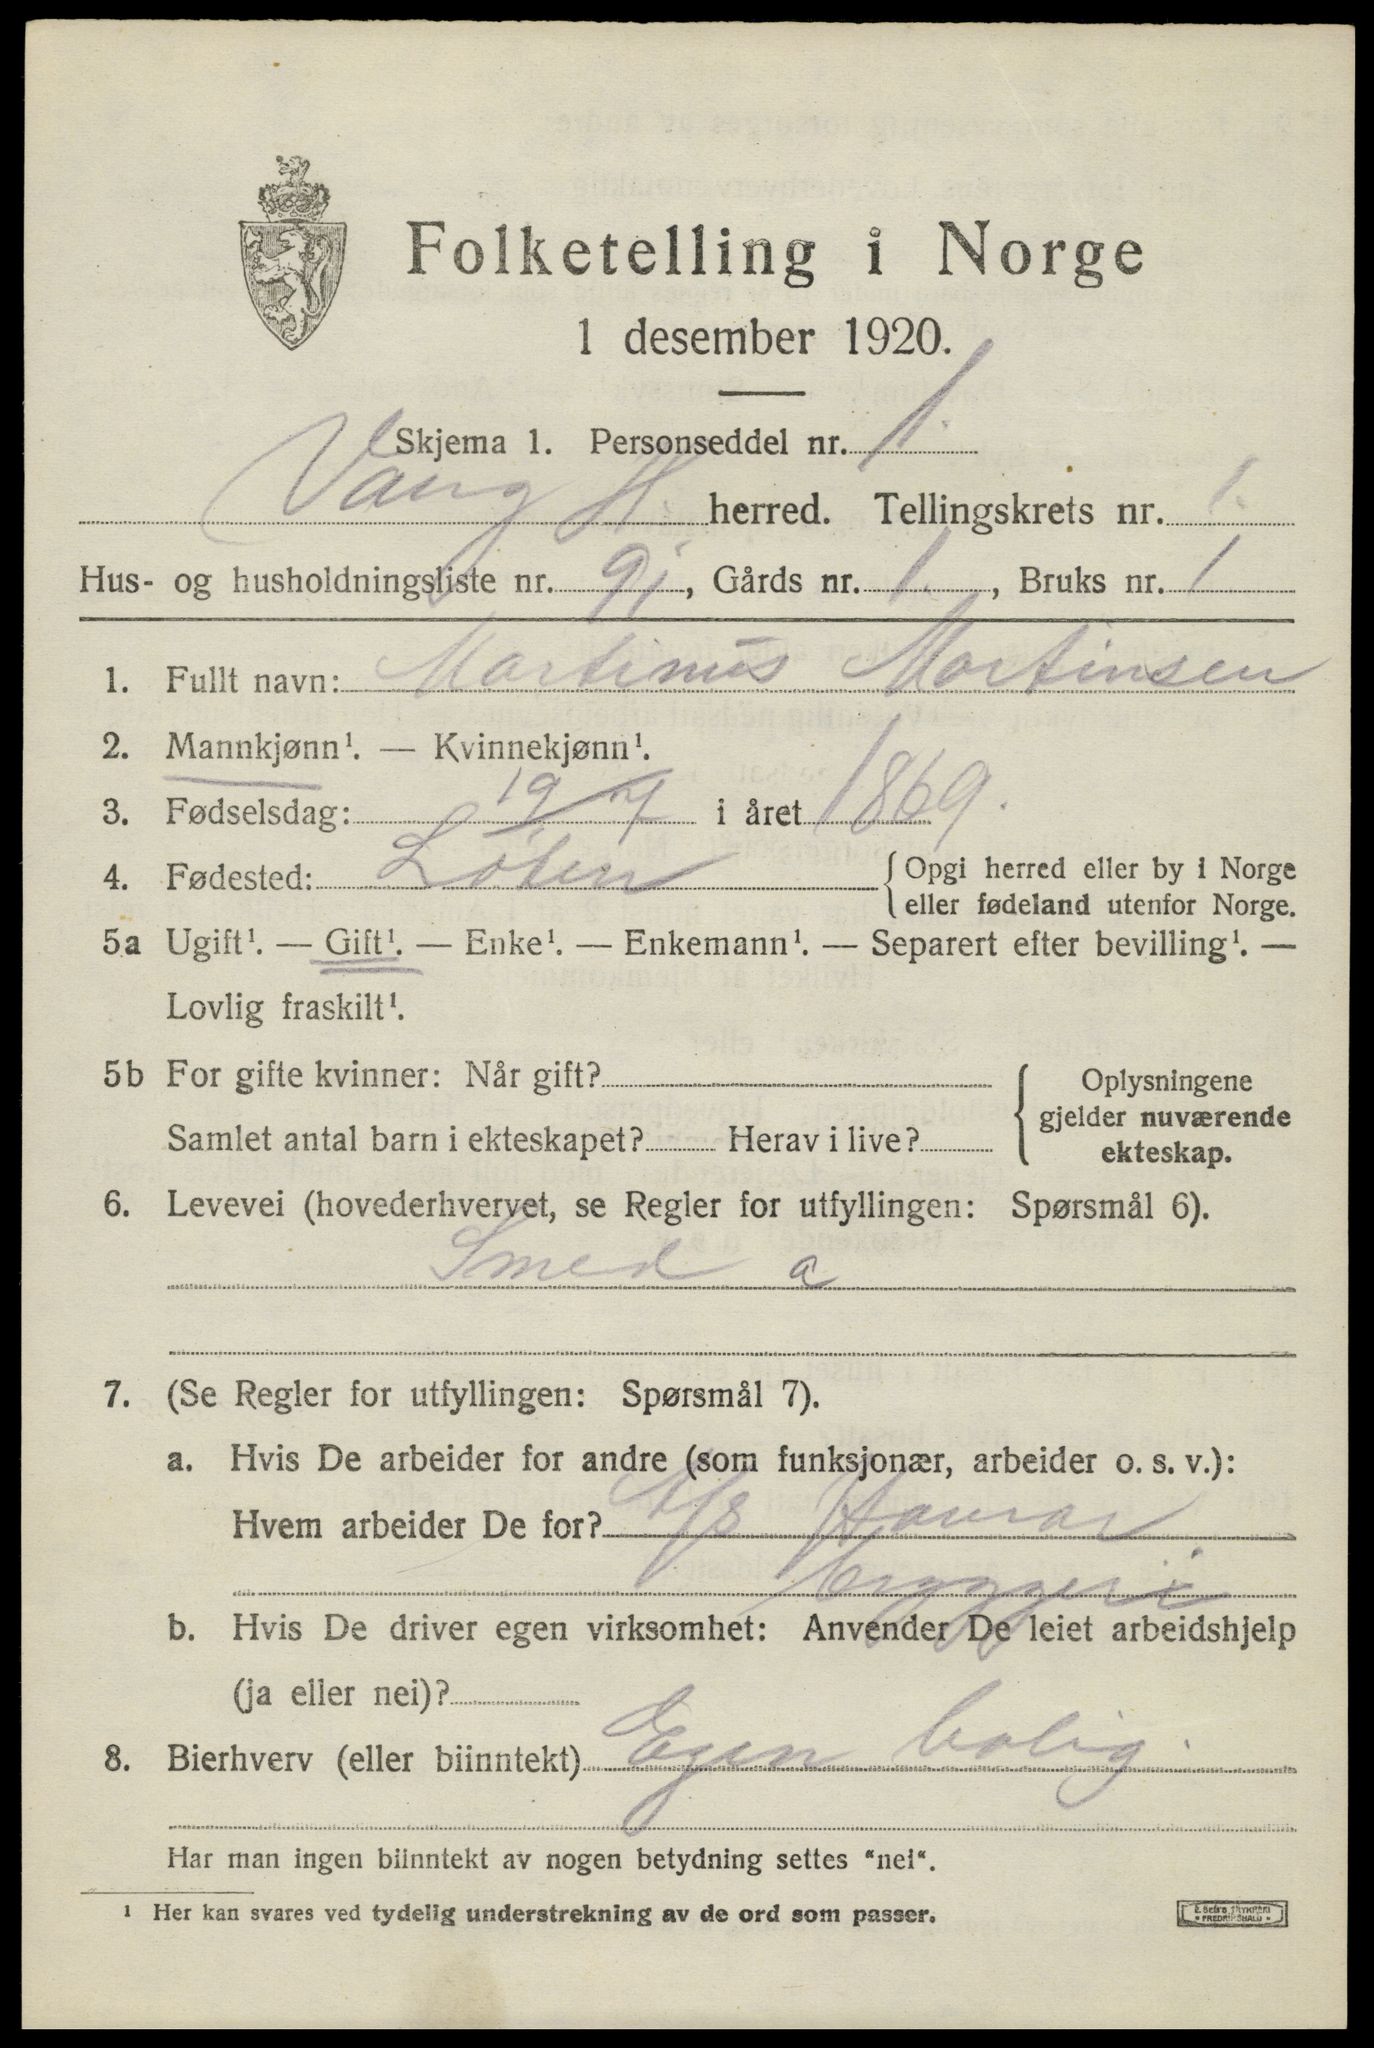 Folketelling i Norge
1 desember 1920.
Skjema 1. Personseddel nr. 1.
Vang H. herred. Tellingskrets nr. 1.
Hus- og husholdningsliste nr. 91, Gårds nr. 1., Bruks nr. 1
1. Fullt navn: Martinus Martinsen
2. Mannkjønn¹. — Kvinnekjønn¹.
3. Fødselsdag: 19/7 i året 1869.
4. Fødested: Löten { Opgi herred eller by i Norge
eller fødeland utenfor Norge.
5a Ugift¹. — Gift¹. — Enke¹. — Enkemann¹. — Separert efter bevilling¹. —
Lovlig fraskilt¹.
5b For gifte kvinner: Når gift?
Samlet antal barn i ekteskapet? Herav i live?
{ Oplysningene
gjelder nuværende
ekteskap.
6. Levevei (hovederhvervet, se Regler for utfyllingen: Spørsmål 6).
Smed a
7. (Se Regler for utfyllingen: Spørsmål 7).
a. Hvis De arbeider for andre (som funksjonær, arbeider o. s. v.):
Hvem arbeider De for? A/S Hamar
bryggeri
b. Hvis De driver egen virksomhet: Anvender De leiet arbeidshjelp
(ja eller nei)?
8. Bierhverv (eller biinntekt) Egen bolig.
Har man ingen biinntekt av nogen betydning settes "nei".
¹ Her kan svares ved tydelig understrekning av de ord som passer.